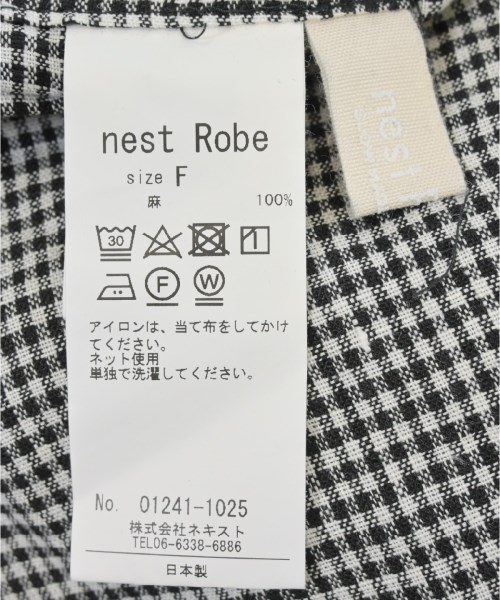 nest Robe
size F
麻 100%
30
F
W
アイロンは、当て布をしてかけ
てください。
ネット使用
単独で洗濯してください。
No. 01241-1025
株式会社ネキスト
TEL06-6338-6886
日本製
nest